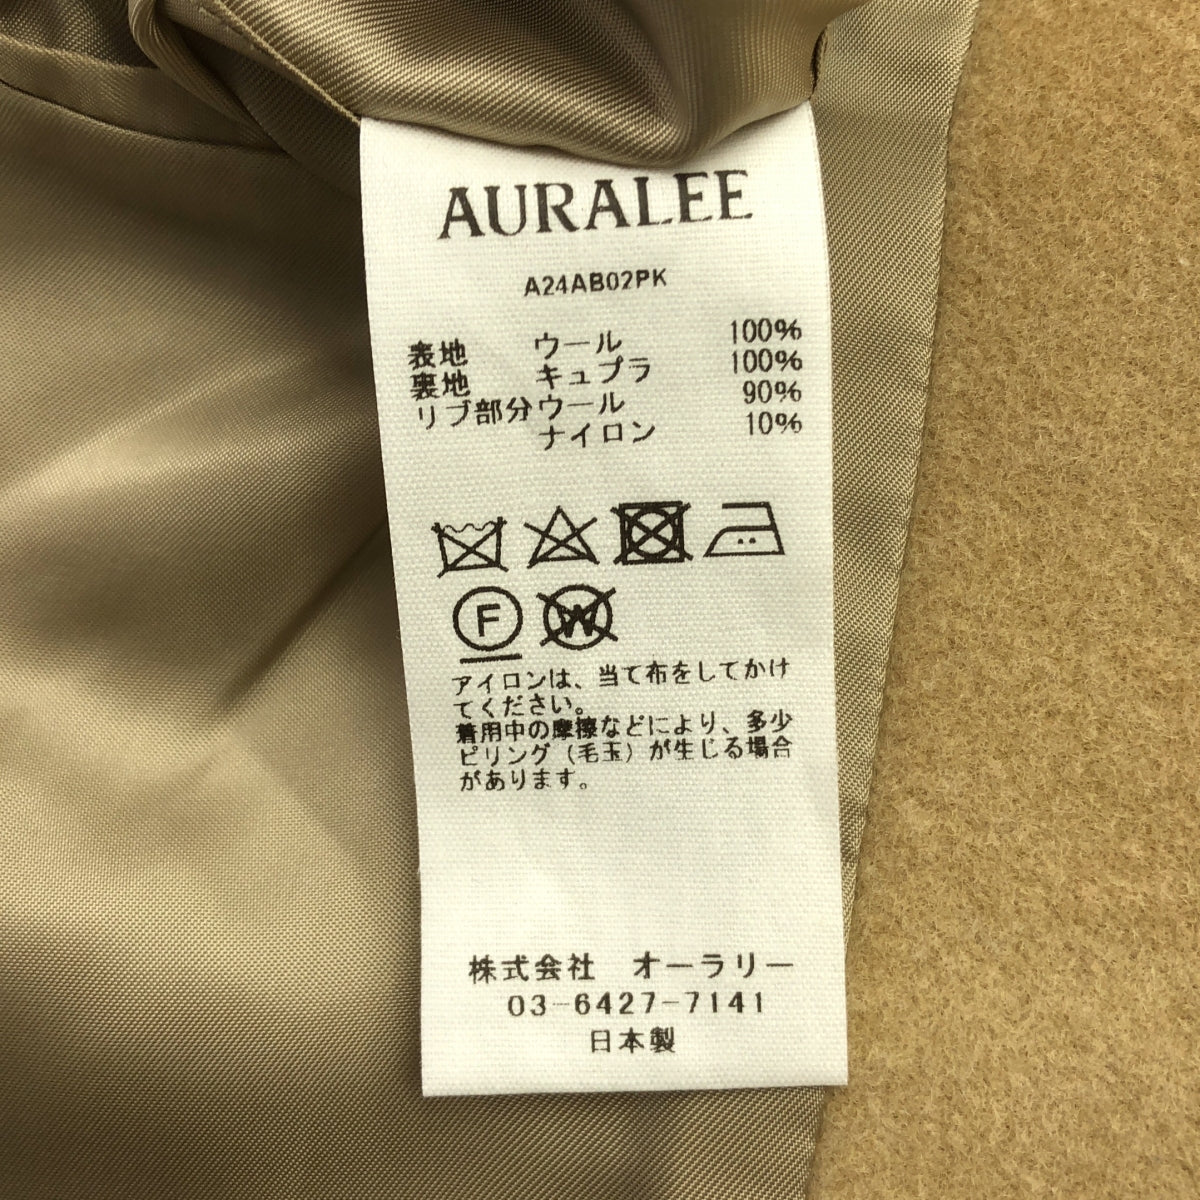 AURALEE
A24AB02PK
表地 ウール 100%
裏地 キュプラ 100%
リブ部分 ウール 90%
ナイロン 10%
F W
アイロンは、当て布をしてかけ
てください。
着用中の摩擦などにより、多少
ピリング(毛玉)が生じる場合
があります。
株式会社 オーラリー
03-6427-7141
日本製